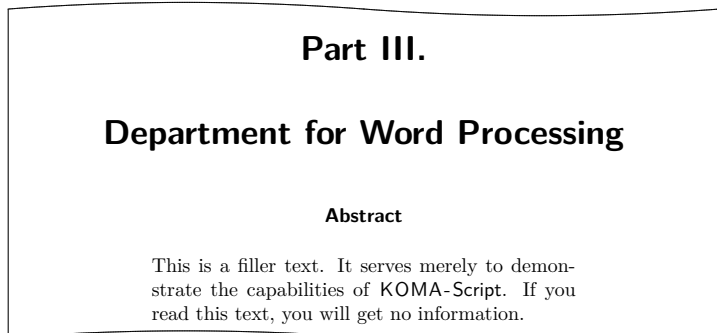 Part III.
Department for Word Processing
Abstract
This is a filler text. It serves merely to demon-
strate the capabilities of KOMA-Script. If you
read this text, you will get no information.